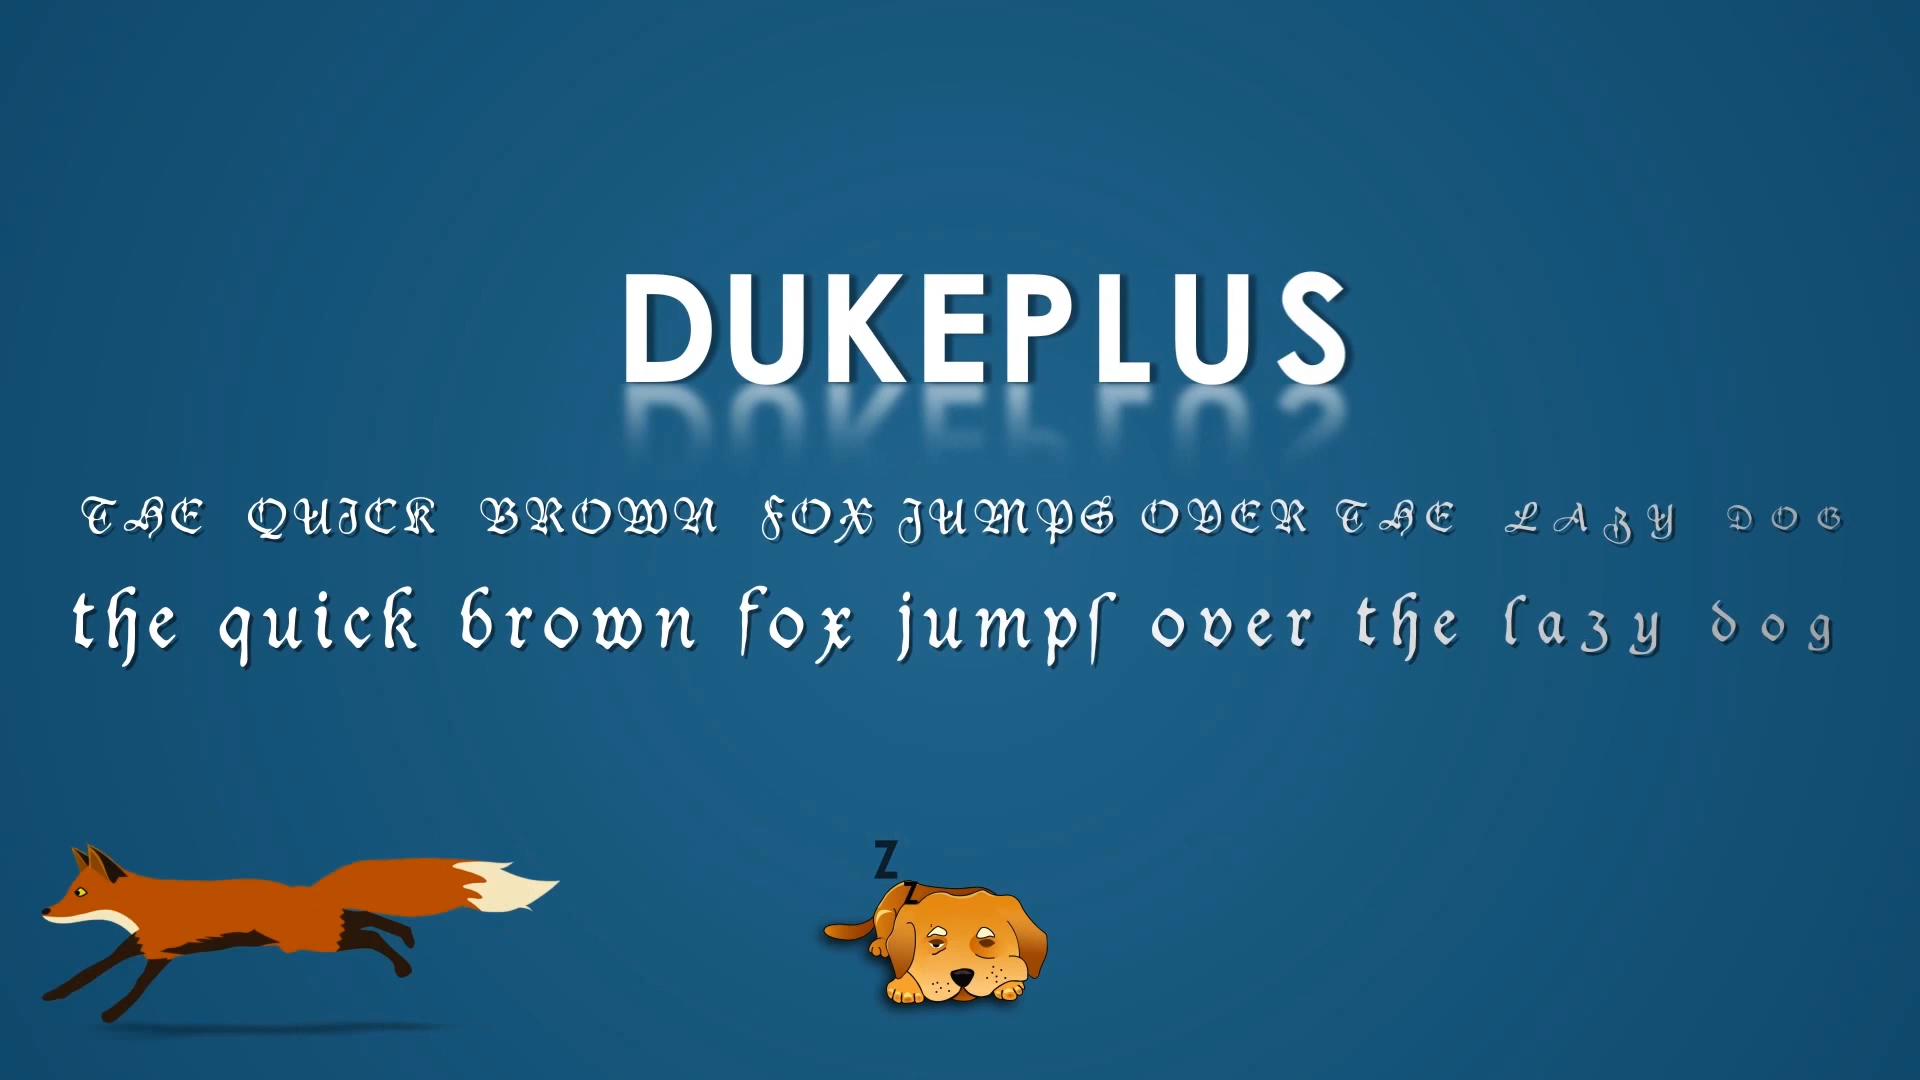 DUKEPLUS
THE QUICK BROWN FOX JUMPS OVER THE LAZY DOG
the quick brown fox jumpſ over the lazy dog
Z
z